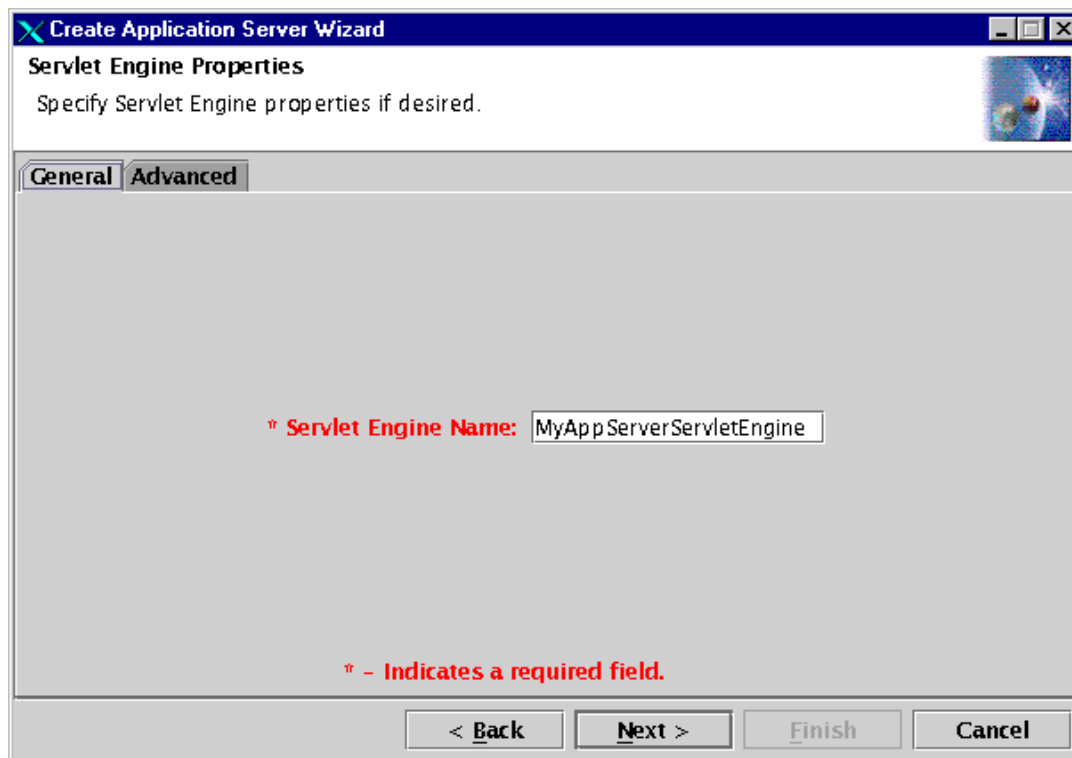 Create Application Server Wizard
Servlet Engine Properties
Specify Servlet Engine properties if desired.
General Advanced
* Servlet Engine Name: MyAppServerServletEngine
* - Indicates a required field.
< Back Next > Finish Cancel